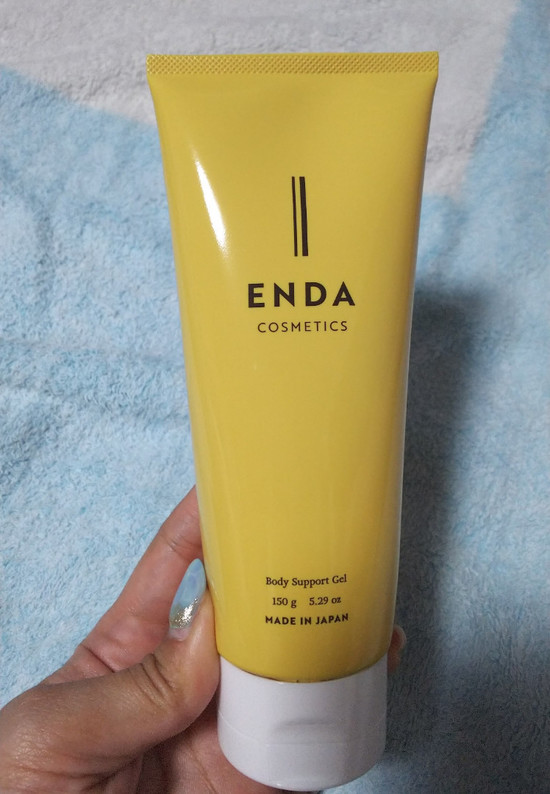 ENDA
COSMETICS
Body Support Gel
150 g 5.29 oz
MADE IN JAPAN